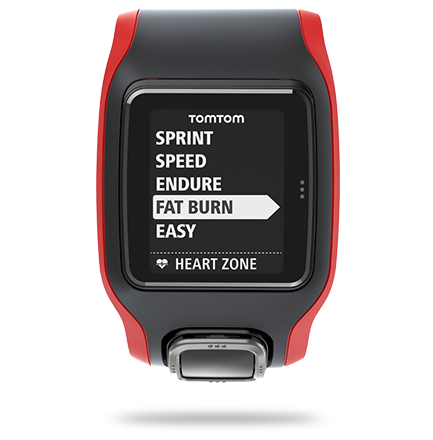 TOMTOM
SPRINT
SPEED
ENDURE
FAT BURN
EASY
HEART ZONE